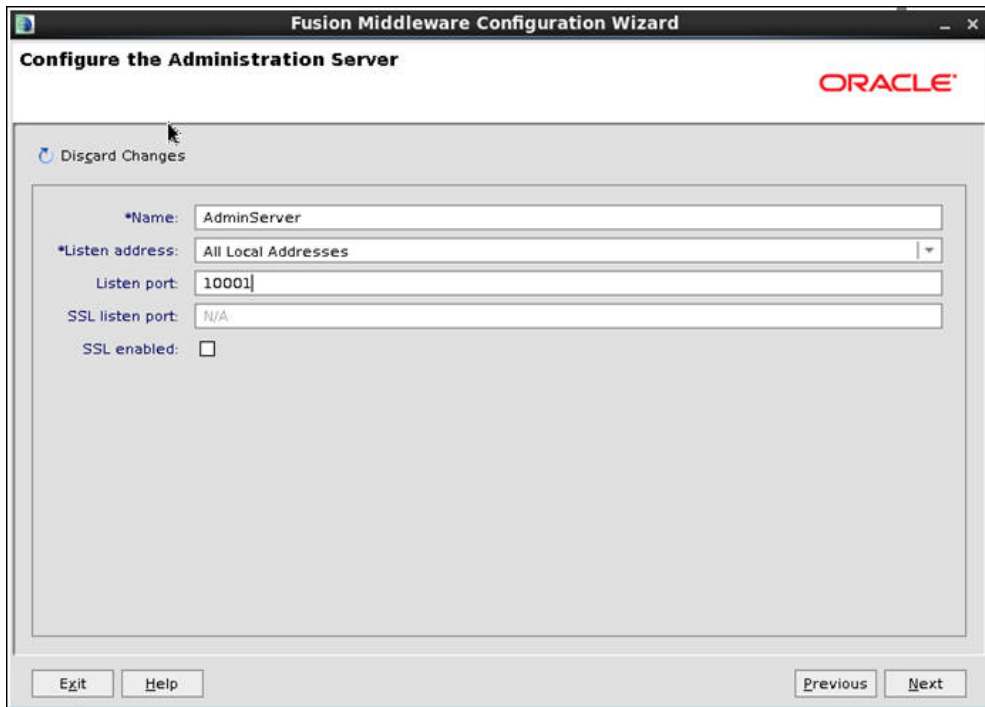 Fusion Middleware Configuration Wizard
Configure the Administration Server
ORACLE
Discard Changes
*Name: AdminServer
*Listen address: All Local Addresses
Listen port: 10001
SSL listen port: N/A
SSL enabled:
Exit Help Previous Next